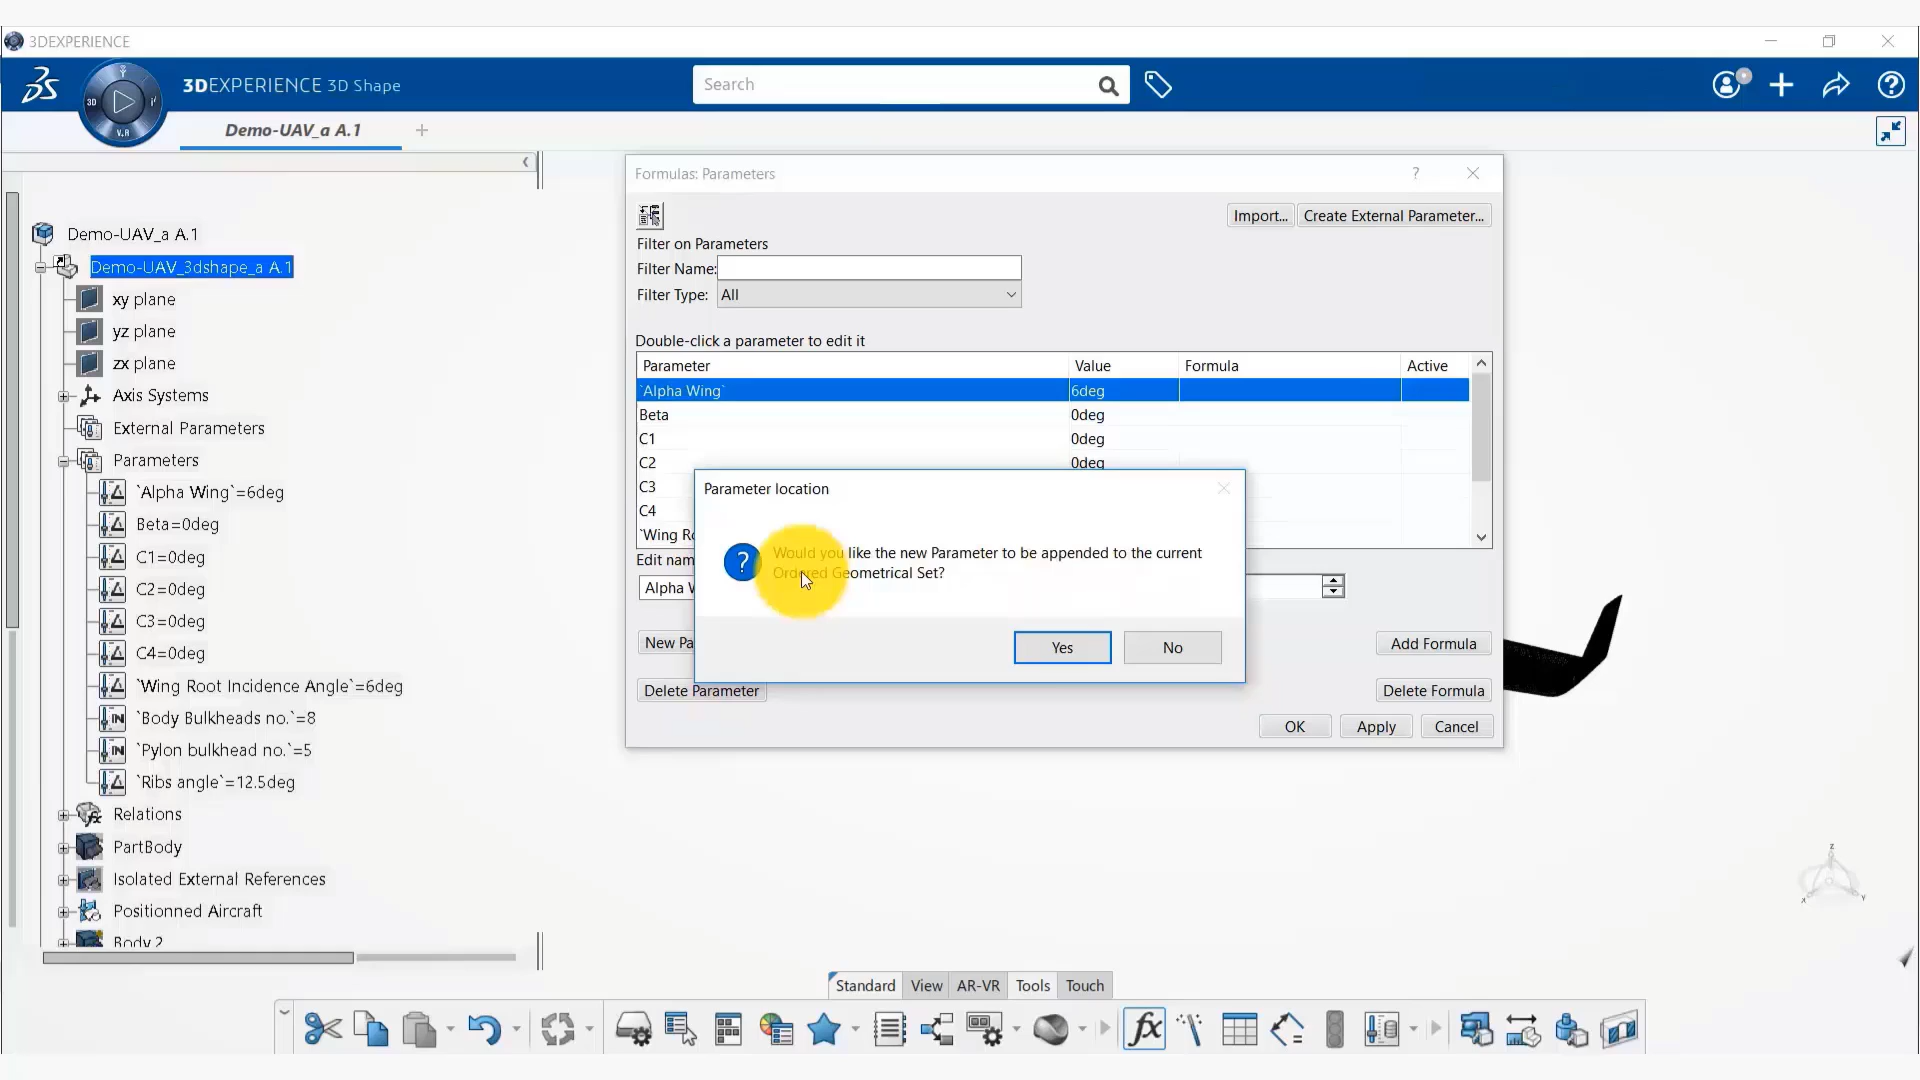 3DEXPERIENCE
3DEXPERIENCE 3D Shape
Search
3D
V.R
Demo-UAV_a A.1
Demo-UAV_a A.1
Demo-UAV_3dshape_a A.1
xy plane
yz plane
zx plane
Axis Systems
External Parameters
Parameters
`Alpha Wing`=6deg
Beta=0deg
C1=0deg
C2=0deg
C3=0deg
C4=0deg
`Wing Root Incidence Angle`=6deg
`Body Bulkheads no.`=8
`Pylon bulkhead no.`=5
`Ribs angle`=12.5deg
Relations
PartBody
Isolated External References
Positionned Aircraft
Body 2
Formulas: Parameters
Import... Create External Parameter...
Filter on Parameters
Filter Name:
Filter Type: All
Double-click a parameter to edit it
Parameter Value Formula Active
`Alpha Wing` 6deg
Beta 0deg
C1 0deg
C2 0deg
C3
C4
`Wing Ro
Edit nam
Alpha W
New Pa
Add Formula
Delete Parameter Delete Formula
OK Apply Cancel
Parameter location
Would you like the new Parameter to be appended to the current
Ordered Geometrical Set?
Yes No
z
x y
Standard View AR-VR Tools Touch
fx